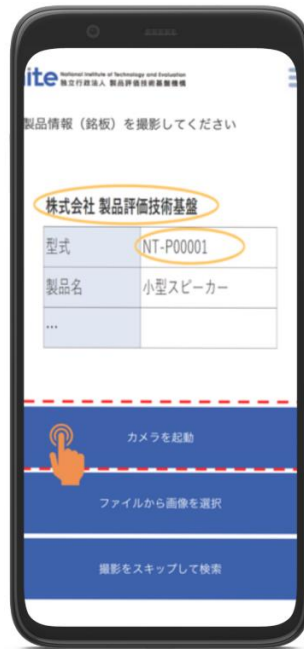 ite National Institute of Technology and Evaluation
独立行政法人 製品評価技術基盤機構
製品情報（銘板）を撮影してください
株式会社 製品評価技術基盤
型式 NT-P00001
製品名 小型スピーカー
...
カメラを起動
ファイルから画像を選択
撮影をスキップして検索